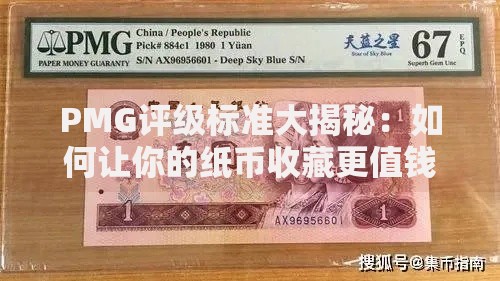 PMG
PAPER MONEY GUARANTY
China / People's Republic
Pick# 884c1 1980 1 Yüan
S/N AX96956601 - Deep Sky Blue S/N
天蓝之星
Star of Sky Blue
67
EPQ
Superb Gem Unc
PMG评级标准大揭秘：如
何让你的纸币收藏更值钱
1
AX96956601
1
搜狐号@集币指南